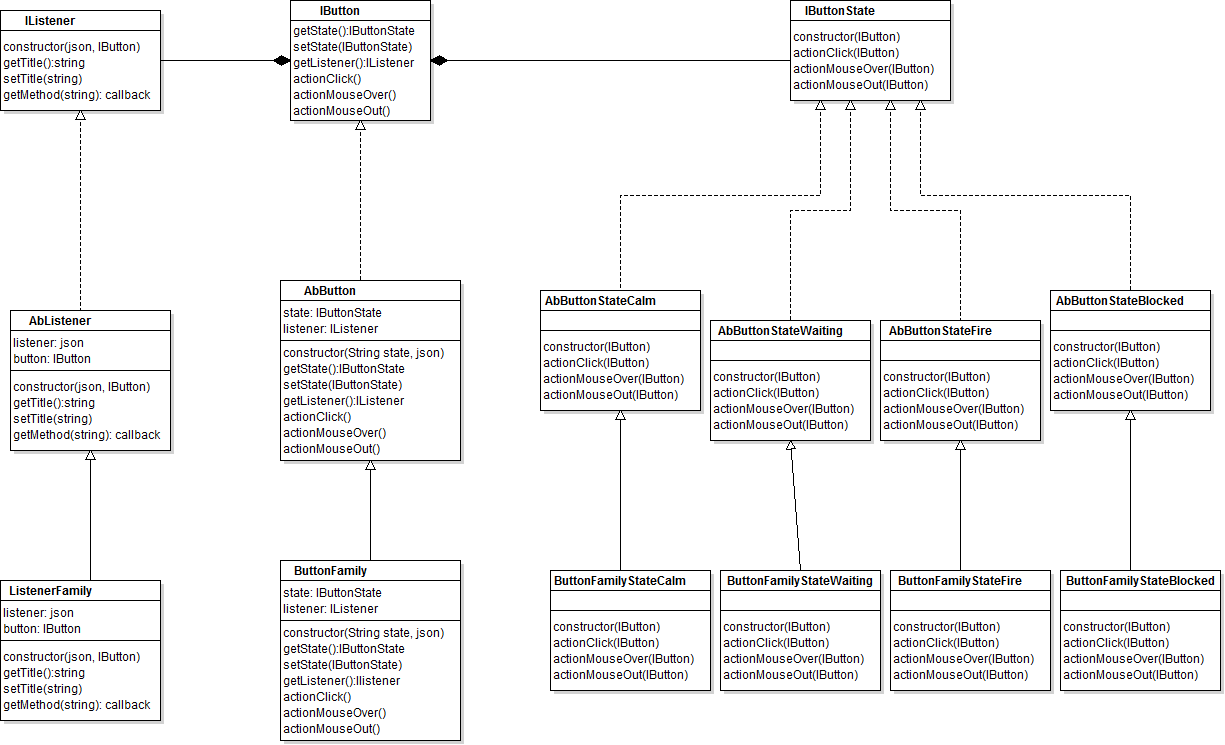 IListener
constructor(json, IButton)
getTitle():string
setTitle(string)
getMethod(string): callback
IButton
getState():IButtonState
setState(IButtonState)
getListener():IListener
actionClick()
actionMouseOver()
actionMouseOut()
IButtonState
constructor(IButton)
actionClick(IButton)
actionMouseOver(IButton)
actionMouseOut(IButton)
AbListener
listener: json
button: IButton
constructor(json, IButton)
getTitle():string
setTitle(string)
getMethod(string): callback
AbButton
state: IButtonState
listener: IListener
constructor(String state, json)
getState():IButtonState
setState(IButtonState)
getListener():IListener
actionClick()
actionMouseOver()
actionMouseOut()
AbButtonStateCalm
constructor(IButton)
actionClick(IButton)
actionMouseOver(IButton)
actionMouseOut(IButton)
AbButtonStateWaiting
constructor(IButton)
actionClick(IButton)
actionMouseOver(IButton)
actionMouseOut(IButton)
AbButtonStateFire
constructor(IButton)
actionClick(IButton)
actionMouseOver(IButton)
actionMouseOut(IButton)
AbButtonStateBlocked
constructor(IButton)
actionClick(IButton)
actionMouseOver(IButton)
actionMouseOut(IButton)
ListenerFamily
listener: json
button: IButton
constructor(json, IButton)
getTitle():string
setTitle(string)
getMethod(string): callback
ButtonFamily
state: IButtonState
listener: IListener
constructor(String state, json)
getState():IButtonState
setState(IButtonState)
getListener():Ilistener
actionClick()
actionMouseOver()
actionMouseOut()
ButtonFamilyStateCalm
constructor(IButton)
actionClick(IButton)
actionMouseOver(IButton)
actionMouseOut(IButton)
ButtonFamilyStateWaiting
constructor(IButton)
actionClick(IButton)
actionMouseOver(IButton)
actionMouseOut(IButton)
ButtonFamilyStateFire
constructor(IButton)
actionClick(IButton)
actionMouseOver(IButton)
actionMouseOut(IButton)
ButtonFamilyStateBlocked
constructor(IButton)
actionClick(IButton)
actionMouseOver(IButton)
actionMouseOut(IButton)